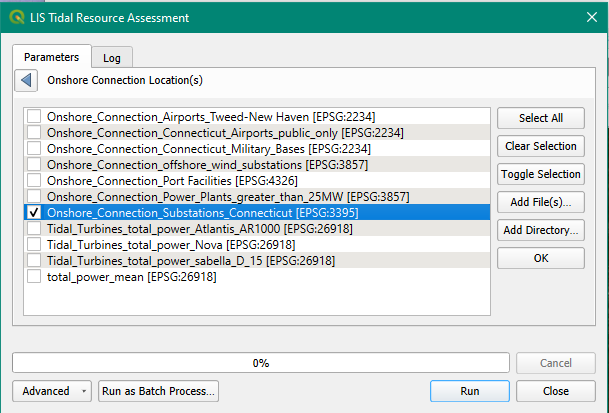 LIS Tidal Resource Assessment
Parameters
Log
Onshore Connection Location(s)
Onshore_Connection_Airports_Tweed-New Haven [EPSG:2234]
Onshore_Connection_Connecticut_Airports_public_only [EPSG:2234]
Onshore_Connection_Connecticut_Military_Bases [EPSG:2234]
Onshore_Connection_offshore_wind_substations [EPSG:3857]
Onshore_Connection_Port Facilities [EPSG:4326]
Onshore_Connection_Power_Plants_greater_than_25MW [EPSG:3857]
Onshore_Connection_Substations_Connecticut [EPSG:3395]
Tidal_Turbines_total_power_Atlantis_AR1000 [EPSG:26918]
Tidal_Turbines_total_power_Nova [EPSG:26918]
Tidal_Turbines_total_power_sabella_D_15 [EPSG:26918]
total_power_mean [EPSG:26918]
Select All
Clear Selection
Toggle Selection
Add File(s)...
Add Directory...
OK
0%
Cancel
Advanced
Run as Batch Process...
Run
Close